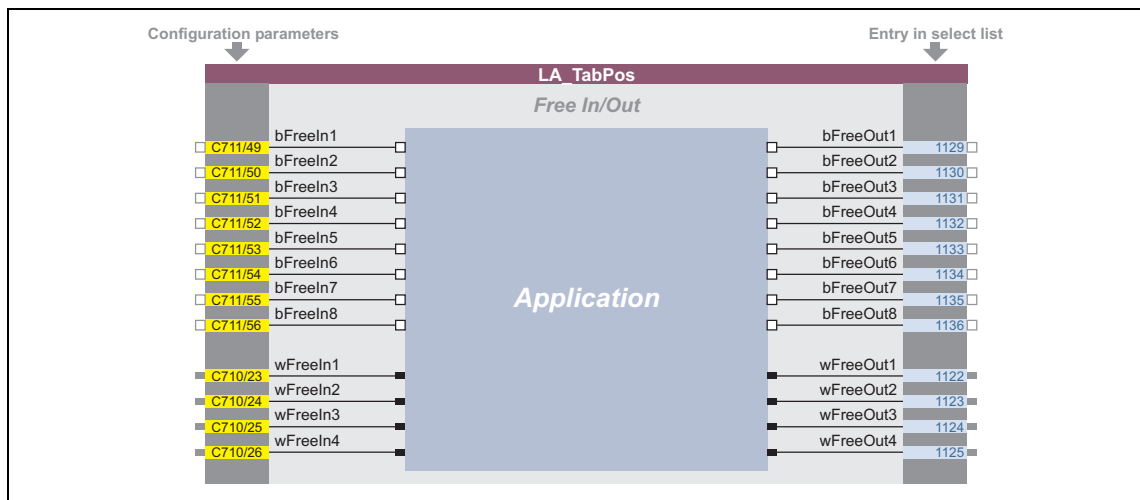 Configuration parameters Entry in select list
LA_TabPos
Free In/Out
bFreeIn1 bFreeOut1
C711/49 1129
bFreeIn2 bFreeOut2
C711/50 1130
bFreeIn3 bFreeOut3
C711/51 1131
bFreeIn4 bFreeOut4
C711/52 1132
bFreeIn5 bFreeOut5
C711/53 1133
bFreeIn6 bFreeOut6
C711/54 1134
bFreeIn7 bFreeOut7
C711/55 1135
bFreeIn8 bFreeOut8
C711/56 1136
Application
wFreeIn1 wFreeOut1
C710/23 1122
wFreeIn2 wFreeOut2
C710/24 1123
wFreeIn3 wFreeOut3
C710/25 1124
wFreeIn4 wFreeOut4
C710/26 1125